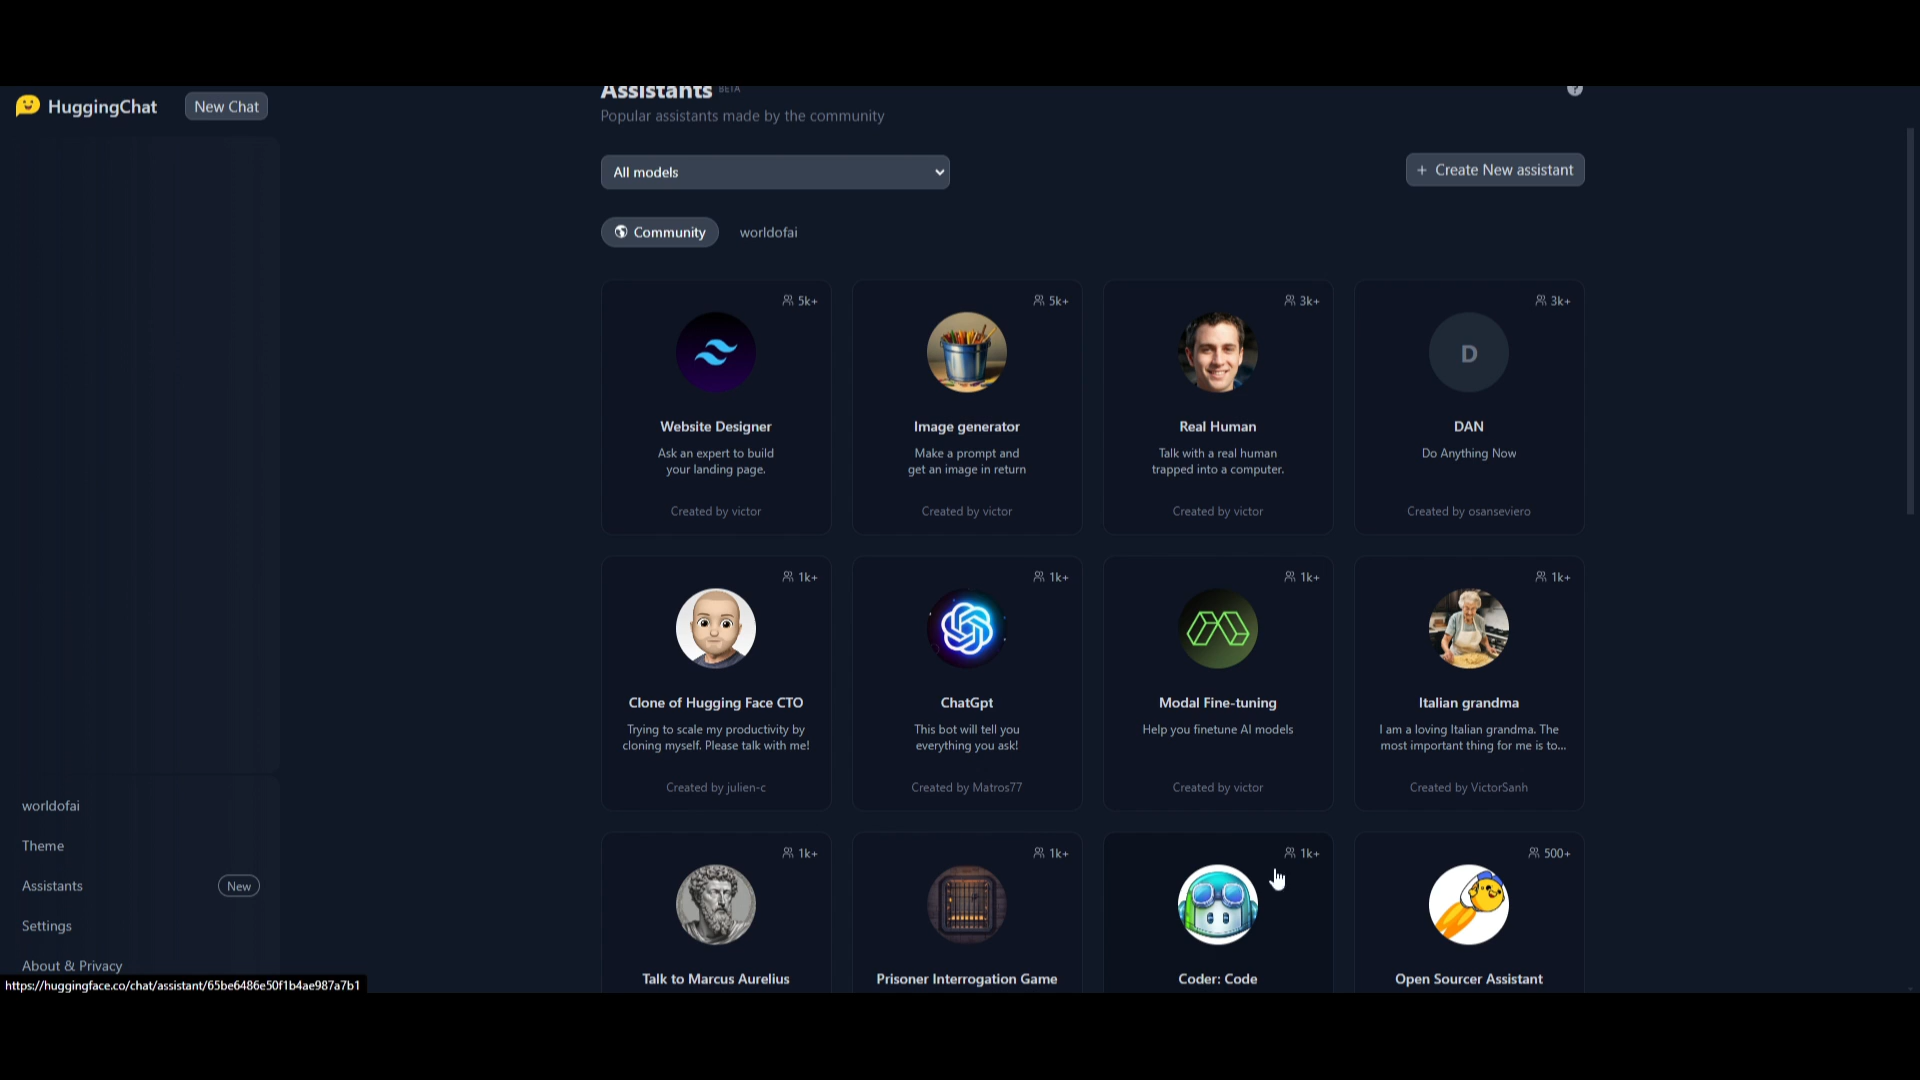 HuggingChat
New Chat
Assistants BETA
?
Popular assistants made by the community
All models
+ Create New assistant
Community
worldofai
5k+
Website Designer
Ask an expert to build
your landing page.
Created by victor
5k+
Image generator
Make a prompt and
get an image in return
Created by victor
3k+
Real Human
Talk with a real human
trapped into a computer.
Created by victor
3k+
D
DAN
Do Anything Now
Created by osanseviero
1k+
Clone of Hugging Face CTO
Trying to scale my productivity by
cloning myself. Please talk with me!
Created by julien-c
1k+
ChatGpt
This bot will tell you
everything you ask!
Created by Matros77
1k+
Modal Fine-tuning
Help you finetune AI models
Created by victor
1k+
Italian grandma
I am a loving Italian grandma. The
most important thing for me is to...
Created by VictorSanh
1k+
Talk to Marcus Aurelius
1k+
Prisoner Interrogation Game
1k+
Coder: Code
500+
Open Sourcer Assistant
worldofai
Theme
Assistants
New
Settings
About & Privacy
https://huggingface.co/chat/assistant/65be6486e50f1b4ae987a7b1